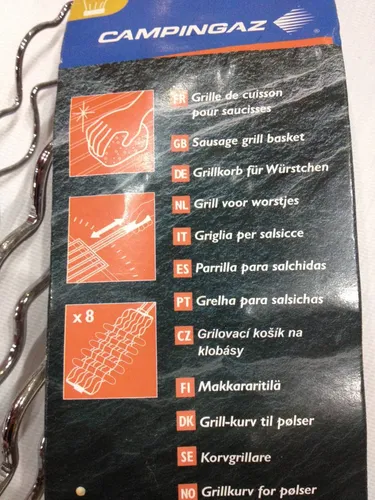 CAMPINGAZ
FR Grille de cuisson
pour saucisses
GB Sausage grill basket
DE Grillkorb für Würstchen
NL Grill voor worstjes
IT Griglia per salsicce
ES Parrilla para salchidas
PT Grelha para salsichas
CZ Grilovací košík na
klobásy
x 8
FI Makkararitilä
DK Grill-kurv til pølser
SE Korvgrillare
NO Grillkurv for pølser